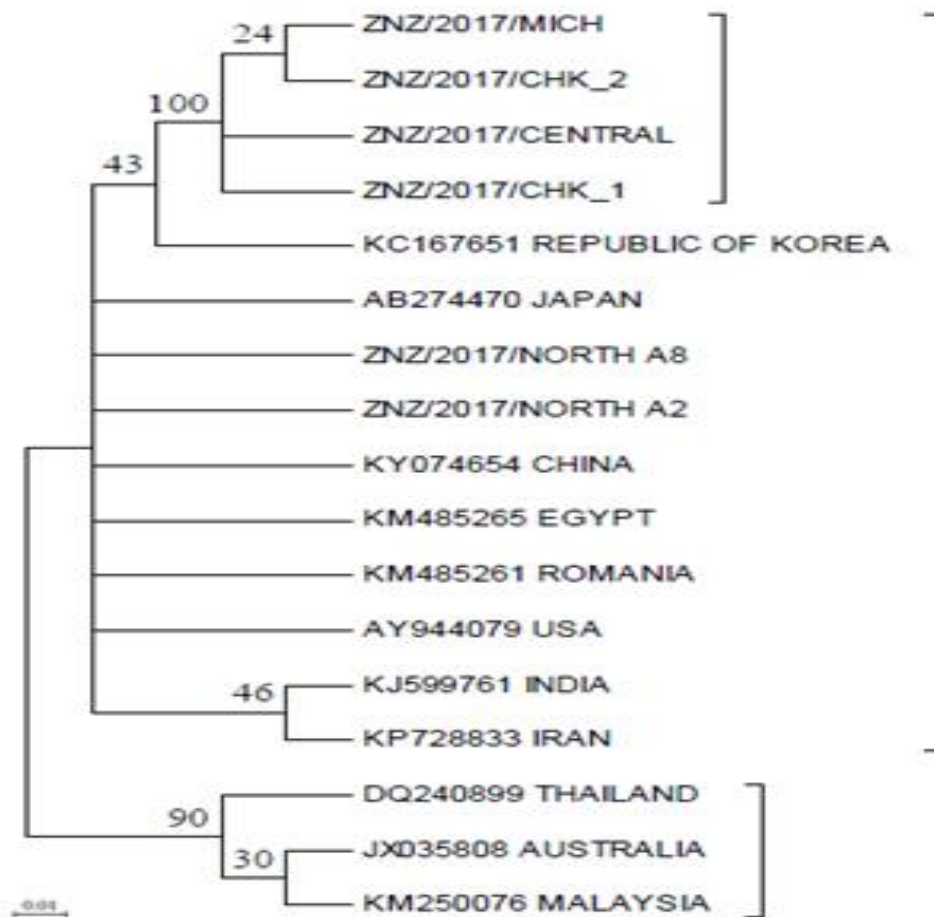 24
ZNZ/2017/MICH
ZNZ/2017/CHK_2
100
ZNZ/2017/CENTRAL
43
ZNZ/2017/CHK_1
KC167651 REPUBLIC OF KOREA
AB274470 JAPAN
ZNZ/2017/NORTH A8
ZNZ/2017/NORTH A2
KY074654 CHINA
KM485265 EGYPT
KM485261 ROMANIA
AY944079 USA
46
KJ599761 INDIA
KP728833 IRAN
DQ240899 THAILAND
90
JX035808 AUSTRALIA
30
KM250076 MALAYSIA
0.01